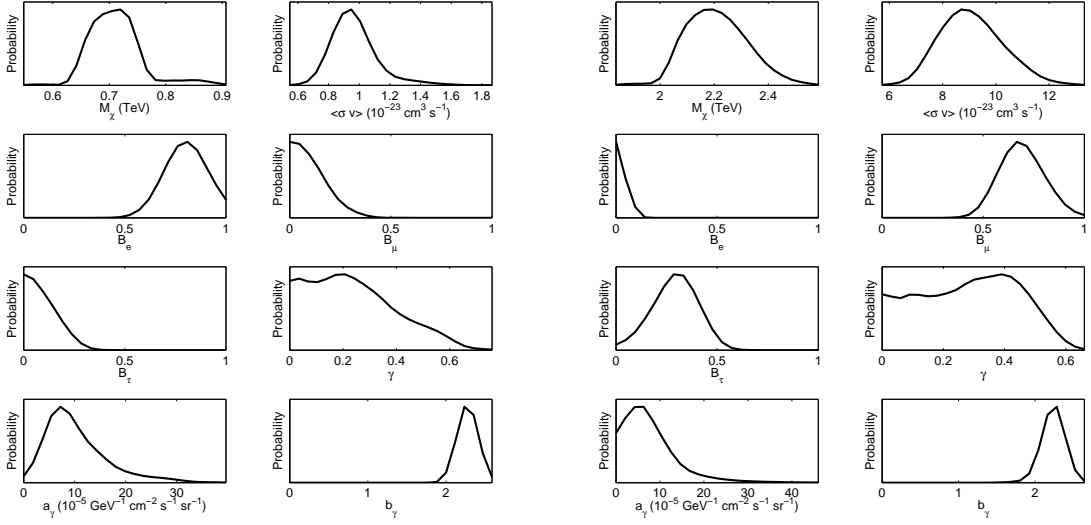 Probability
0.6 0.7 0.8 0.9
M_χ (TeV)
Probability
0.6 0.8 1 1.2 1.4 1.6 1.8
<σ v> (10^−23 cm^3 s^−1)
Probability
2 2.2 2.4
M_χ (TeV)
Probability
6 8 10 12
<σ v> (10^−23 cm^3 s^−1)
Probability
0 0.5 1
B_e
Probability
0 0.5 1
B_μ
Probability
0 0.5 1
B_e
Probability
0 0.5 1
B_μ
Probability
0 0.5 1
B_τ
Probability
0 0.2 0.4 0.6
γ
Probability
0 0.5 1
B_τ
Probability
0 0.2 0.4 0.6
γ
Probability
0 10 20 30
a_γ (10^−5 GeV^−1 cm^−2 s^−1 sr^−1)
Probability
0 1 2
b_γ
Probability
0 10 20 30 40
a_γ (10^−5 GeV^−1 cm^−2 s^−1 sr^−1)
Probability
0 1 2
b_γ